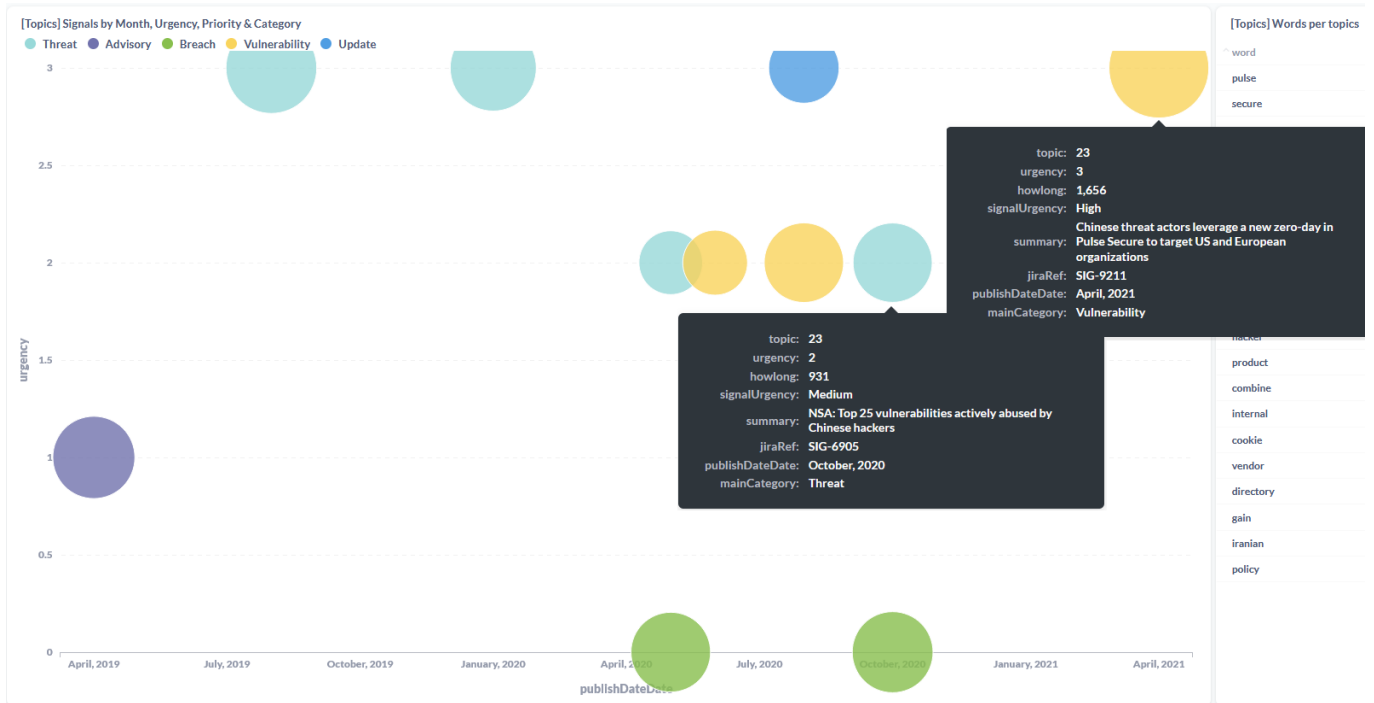 [Topics] Signals by Month, Urgency, Priority & Category
Threat Advisory Breach Vulnerability Update
3
2.5
2
1.5
1
0.5
0
urgency
April, 2019 July, 2019 October, 2019 January, 2020 April, 2020 July, 2020 October, 2020 January, 2021 April, 2021
publishDateDate
topic: 23
urgency: 3
howlong: 1,656
signalUrgency: High
summary: Chinese threat actors leverage a new zero-day in
Pulse Secure to target US and European
organizations
jiraRef: SIG-9211
publishDateDate: April, 2021
mainCategory: Vulnerability
topic: 23
urgency: 2
howlong: 931
signalUrgency: Medium
summary: NSA: Top 25 vulnerabilities actively abused by
Chinese hackers
jiraRef: SIG-6905
publishDateDate: October, 2020
mainCategory: Threat
[Topics] Words per topics
word
pulse
secure
hacker
product
combine
internal
cookie
vendor
directory
gain
iranian
policy